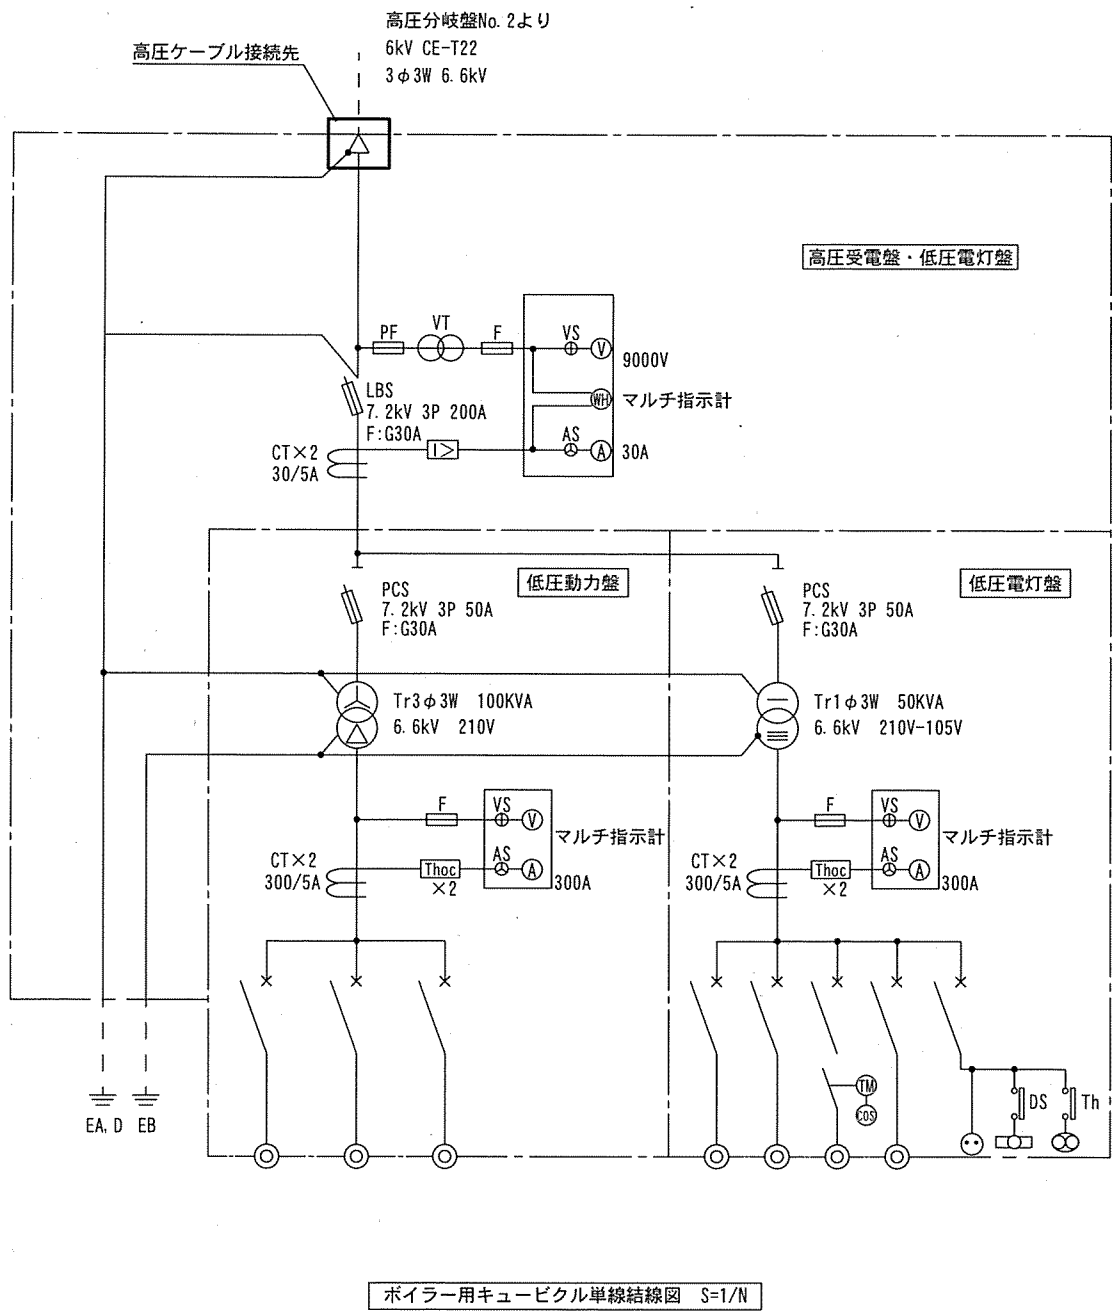 高圧分岐盤No.2より
6kV CE-T22
3φ3W 6.6kV
高圧ケーブル接続先
高圧受電盤・低圧電灯盤
PF
VT
F
VS
V
9000V
WH
マルチ指示計
LBS
7.2kV 3P 200A
F:G30A
CT×2
30/5A
I>
AS
A
30A
低圧動力盤
低圧電灯盤
PCS
7.2kV 3P 50A
F:G30A
PCS
7.2kV 3P 50A
F:G30A
Tr3φ3W 100KVA
6.6kV 210V
Tr1φ3W 50KVA
6.6kV 210V-105V
F
VS
V
マルチ指示計
CT×2
300/5A
Thoc
×2
AS
A
300A
F
VS
V
マルチ指示計
CT×2
300/5A
Thoc
×2
AS
A
300A
TM
COS
DS
Th
EA,D
EB
ボイラー用キュービクル単線結線図 S=1/N